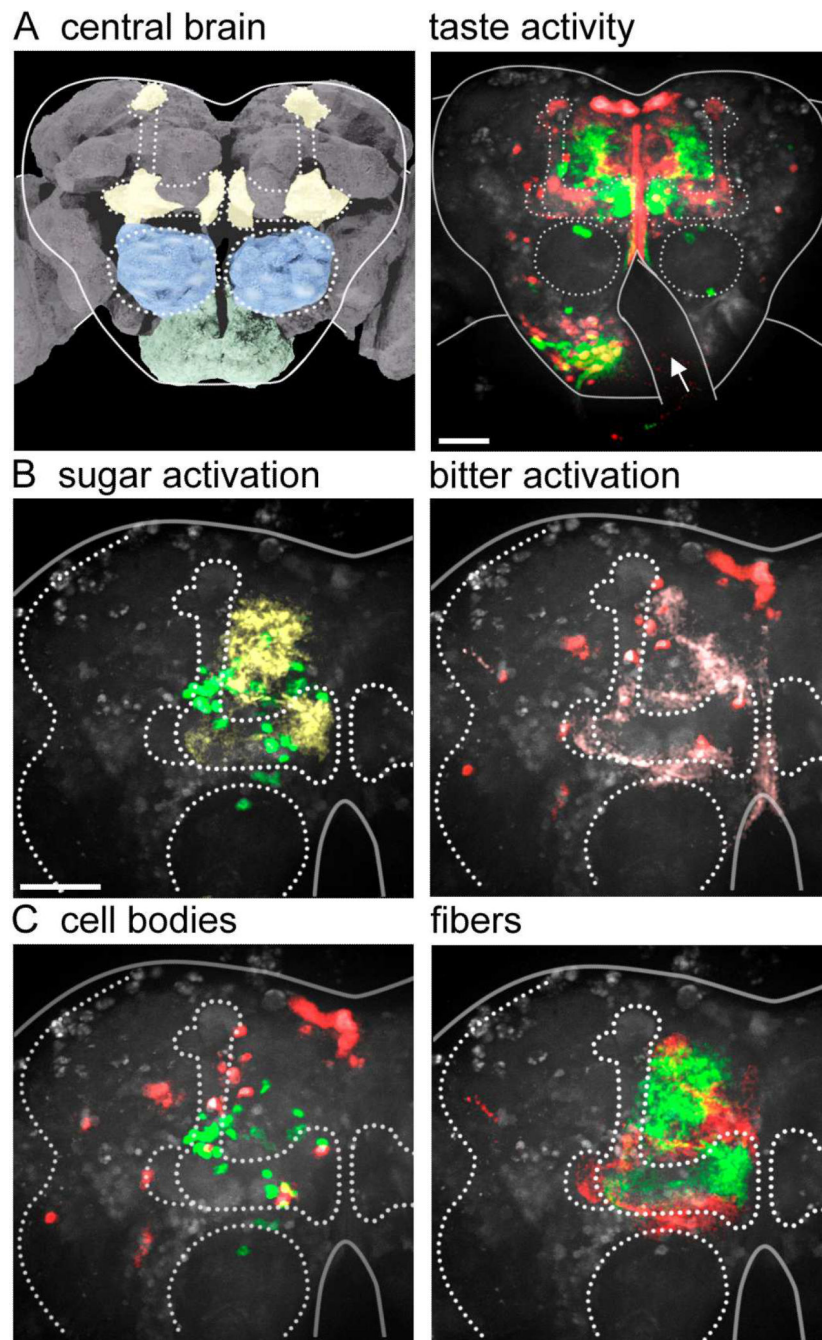 A central brain
taste activity
B sugar activation
bitter activation
C cell bodies
fibers